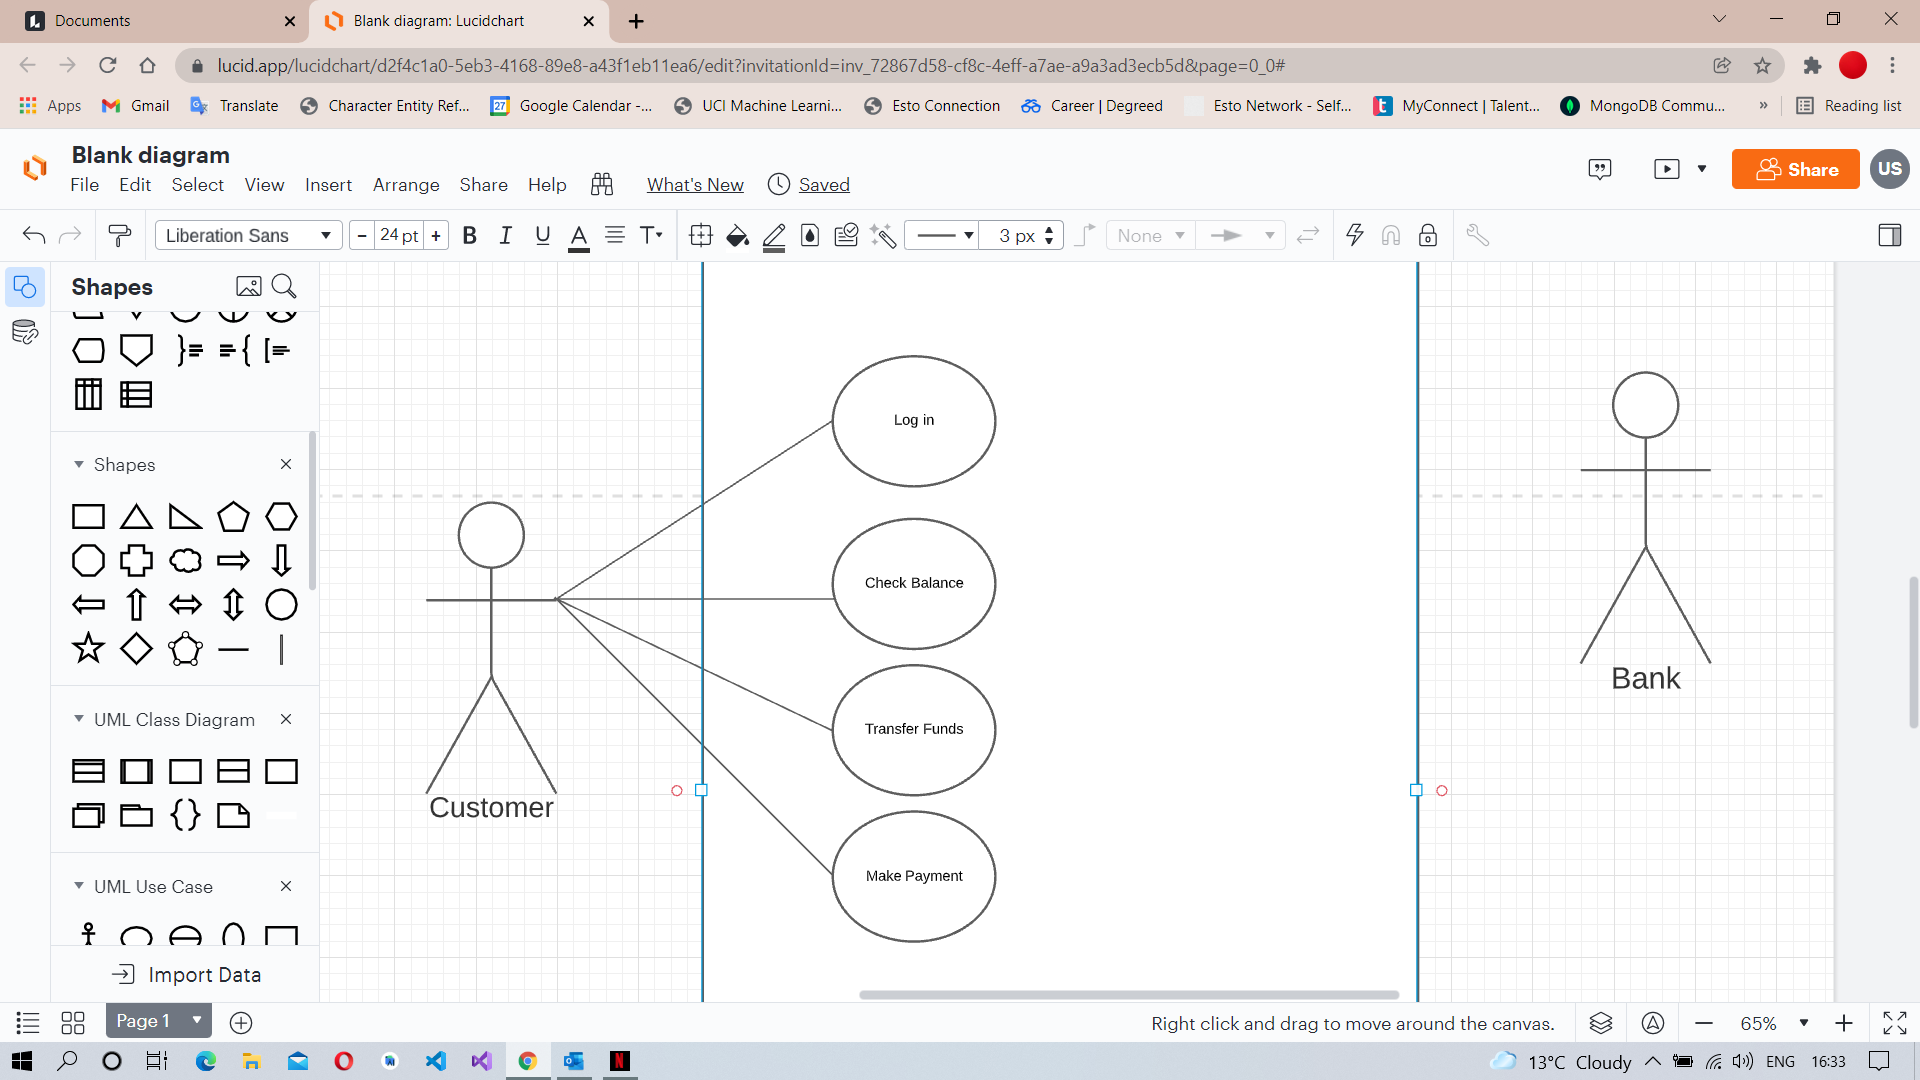 Documents
Blank diagram: Lucidchart
lucid.app/lucidchart/d2f4c1a0-5eb3-4168-89e8-a43f1eb11ea6/edit?invitationId=inv_72867d58-cf8c-4eff-a7ae-a9a3ad3ecb5d&page=0_0#
Apps Gmail Translate Character Entity Ref... Google Calendar -... UCI Machine Learni... Esto Connection Career | Degreed Esto Network - Self... MyConnect | Talent... MongoDB Commu... » Reading list
Blank diagram
File Edit Select View Insert Arrange Share Help What's New Saved
Share
US
Liberation Sans - 24 pt + B I U A T 3 px None
Shapes
Shapes
UML Class Diagram
UML Use Case
Import Data
Log in
Check Balance
Transfer Funds
Make Payment
Customer
Bank
Page 1
Right click and drag to move around the canvas.
65%
13°C Cloudy ENG 16:33